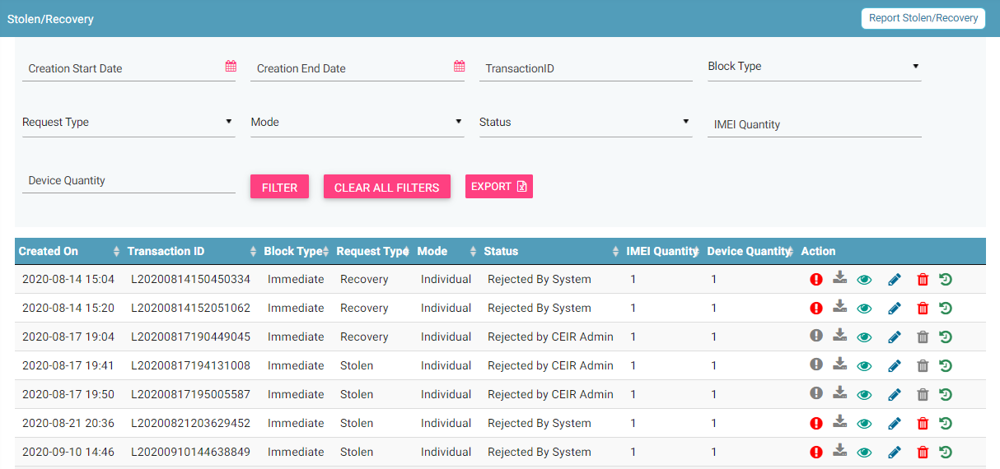 Stolen/Recovery
Report Stolen/Recovery
Creation Start Date
Creation End Date
TransactionID
Block Type
Request Type
Mode
Status
IMEI Quantity
Device Quantity
FILTER
CLEAR ALL FILTERS
EXPORT
Created On Transaction ID Block Type Request Type Mode Status IMEI Quantity Device Quantity Action
2020-08-14 15:04 L20200814150450334 Immediate Recovery Individual Rejected By System 1 1
2020-08-14 15:20 L20200814152051062 Immediate Recovery Individual Rejected By System 1 1
2020-08-17 19:04 L20200817190449045 Immediate Recovery Individual Rejected by CEIR Admin 1 1
2020-08-17 19:41 L20200817194131008 Immediate Stolen Individual Rejected by CEIR Admin 1 1
2020-08-17 19:50 L20200817195005587 Immediate Stolen Individual Rejected by CEIR Admin 1 1
2020-08-21 20:36 L20200821203629452 Immediate Stolen Individual Rejected By System 1 1
2020-09-10 14:46 L20200910144638849 Immediate Stolen Individual Rejected By System 1 1